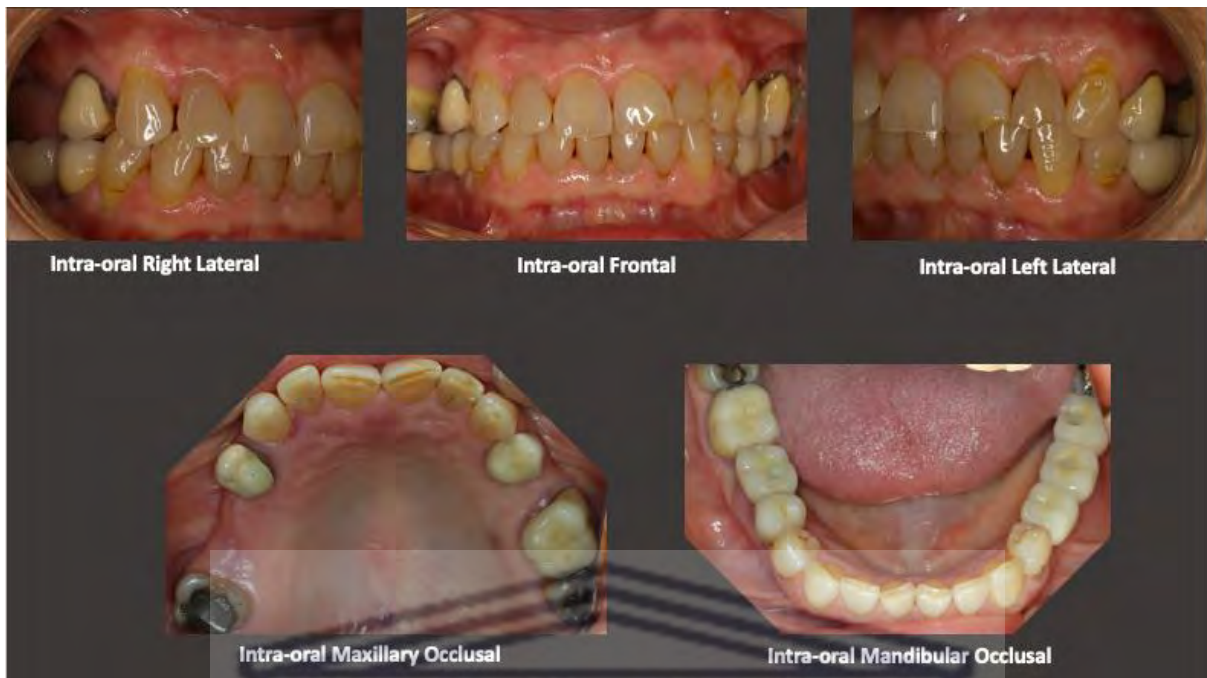 Intra-oral Right Lateral
Intra-oral Frontal
Intra-oral Left Lateral
Intra-oral Maxillary Occlusal
Intra-oral Mandibular Occlusal